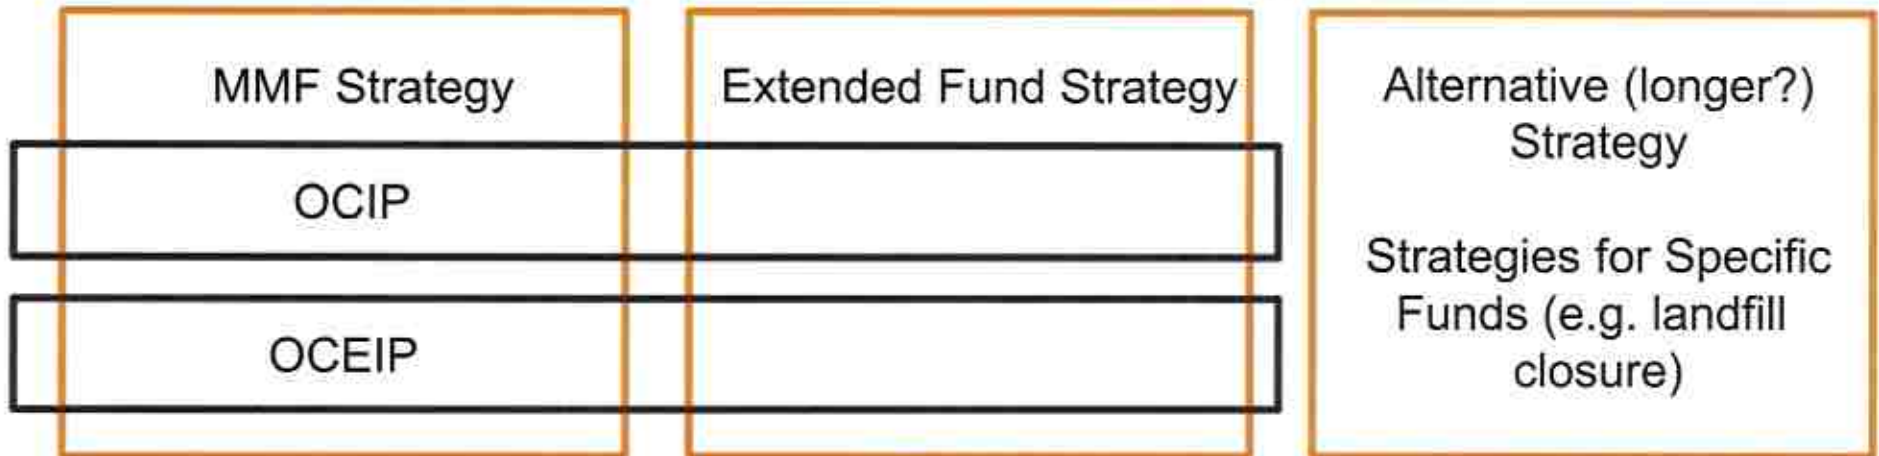 MMF Strategy
Extended Fund Strategy
Alternative (longer?)
Strategy
OCIP
OCEIP
Strategies for Specific
Funds (e.g. landfill
closure)